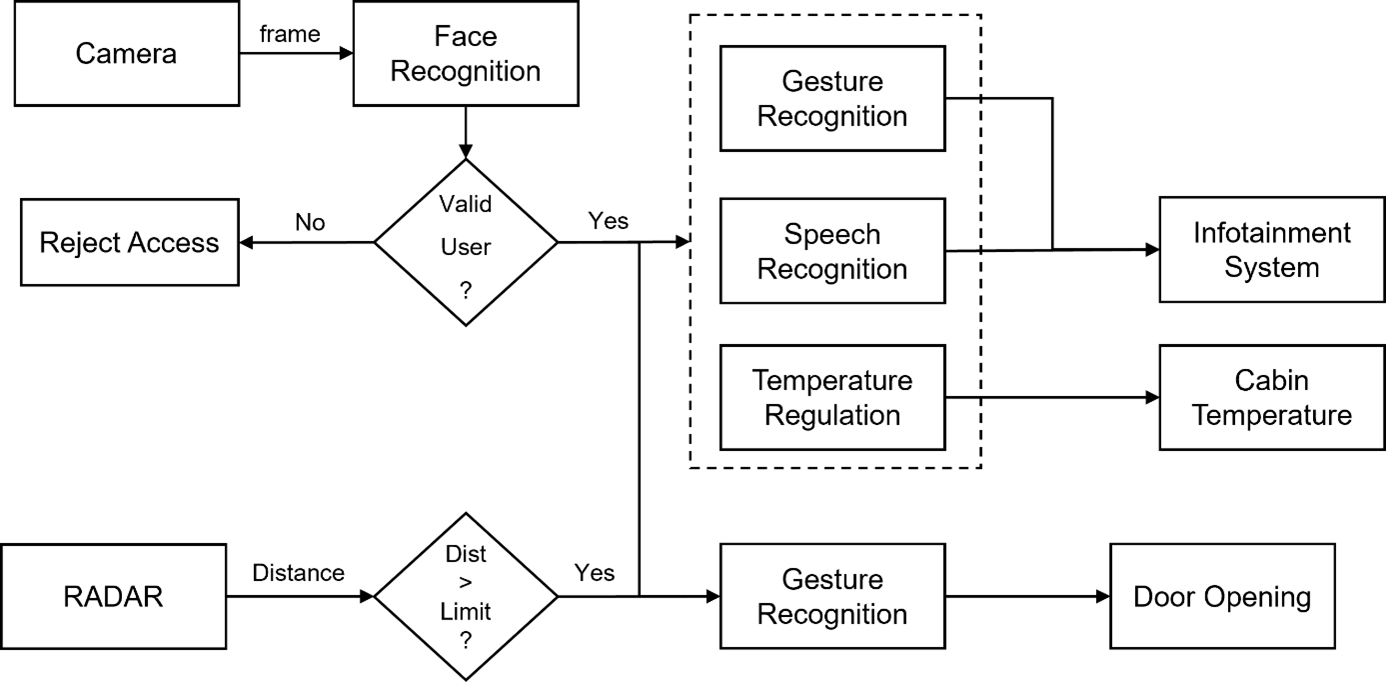 Camera
frame
Face
Recognition
Gesture
Recognition
Reject Access
No
Valid
User
?
Yes
Speech
Recognition
Infotainment
System
Temperature
Regulation
Cabin
Temperature
RADAR
Distance
Dist
>
Limit
?
Yes
Gesture
Recognition
Door Opening